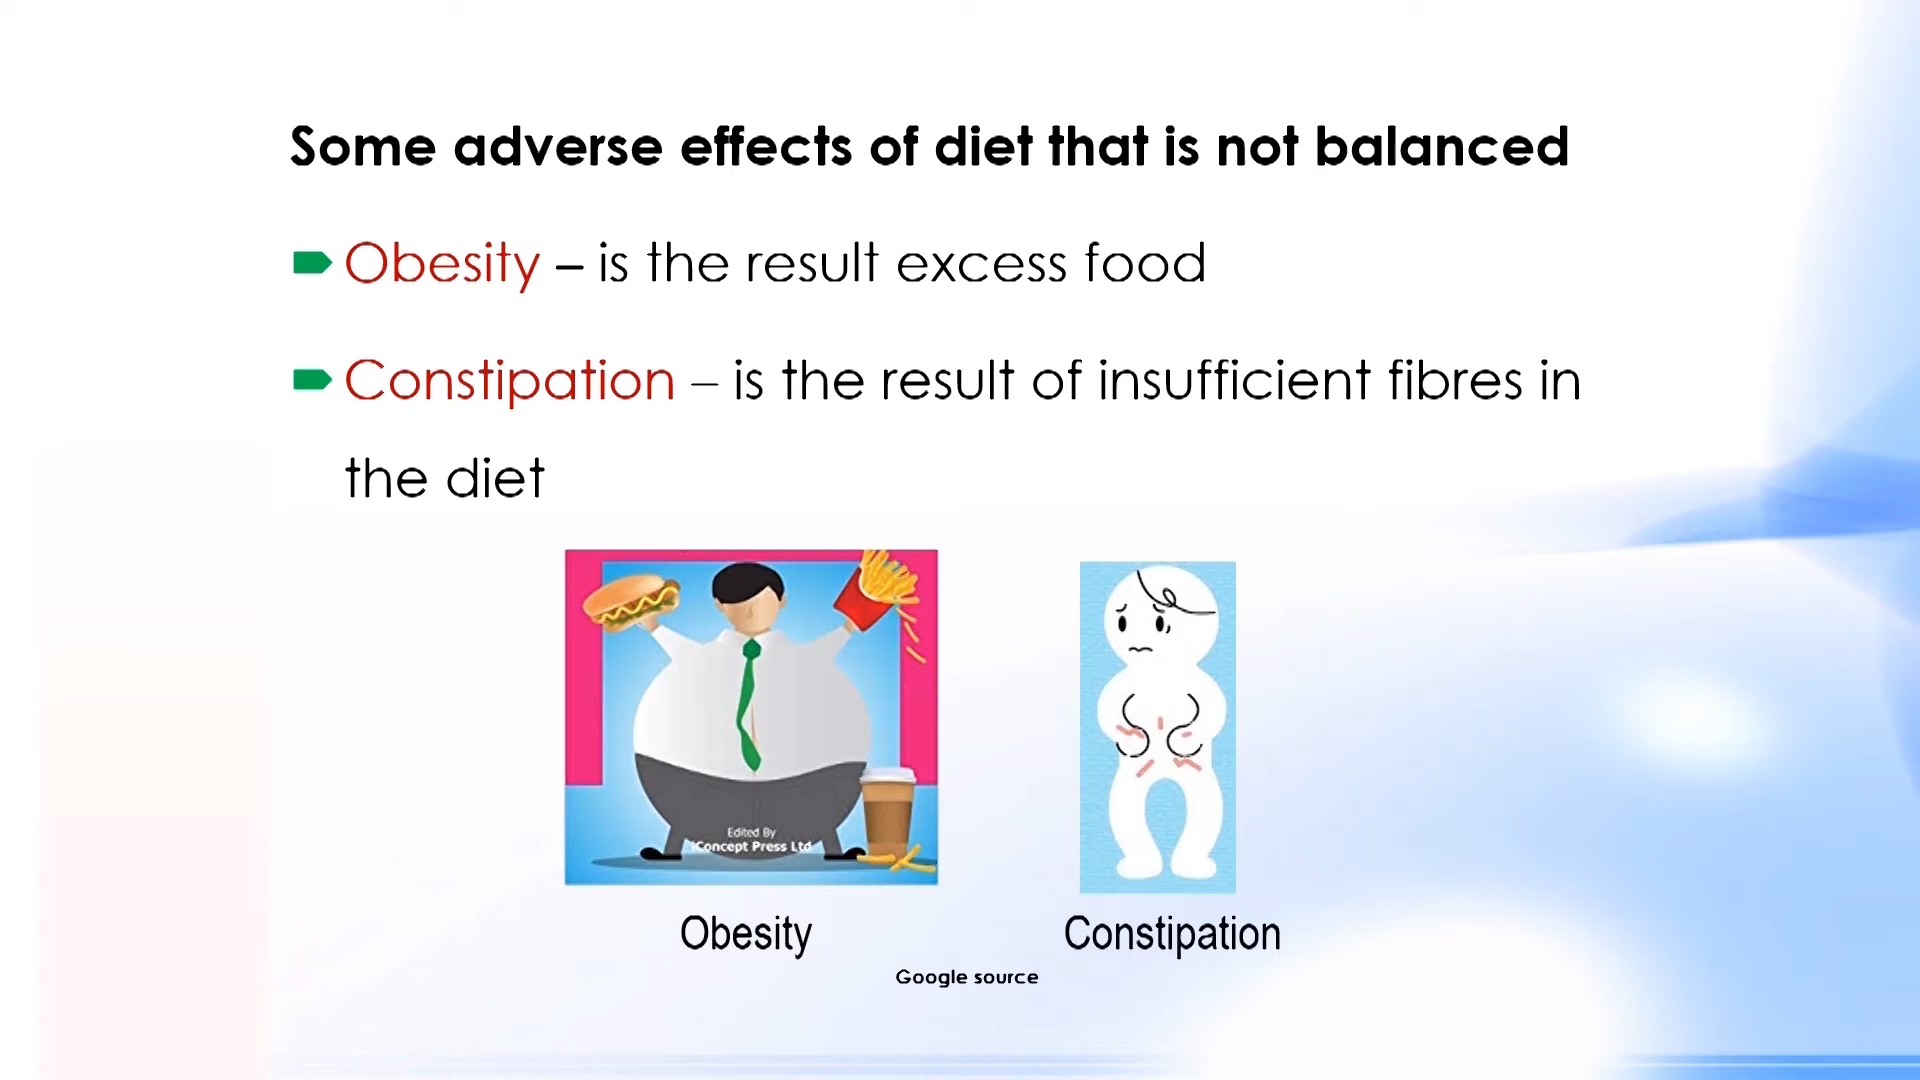 Some adverse effects of diet that is not balanced
Obesity – is the result excess food
Constipation – is the result of insufficient fibres in
the diet
Edited By
iConcept Press Ltd
Obesity
Constipation
Google source